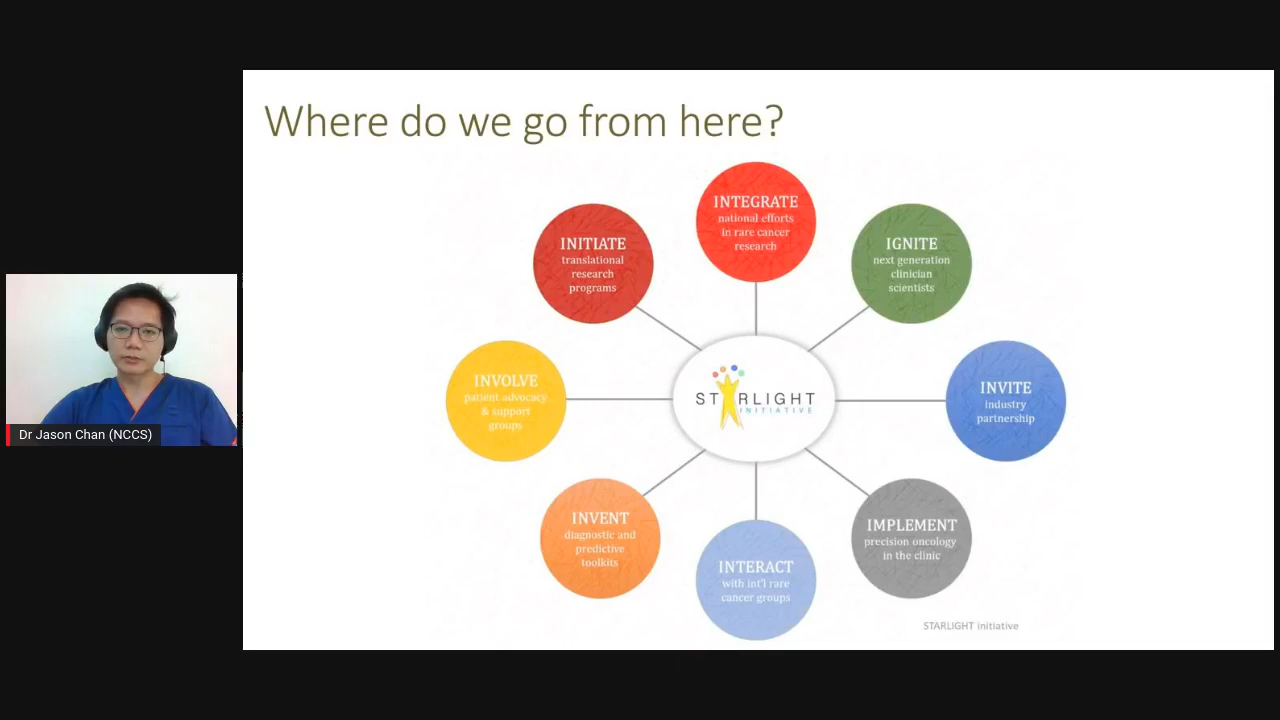 Where do we go from here?
INTEGRATE
national efforts
in rare cancer
research
INITIATE
translational
research
programs
IGNITE
next generation
clinician
scientists
INVOLVE
patient advocacy
& support
groups
STARLIGHT
INITIATIVE
INVITE
industry
partnership
INVENT
diagnostic and
predictive
toolkits
INTERACT
with int'l rare
cancer groups
IMPLEMENT
precision oncology
in the clinic
STARLIGHT initiative
Dr Jason Chan (NCCS)